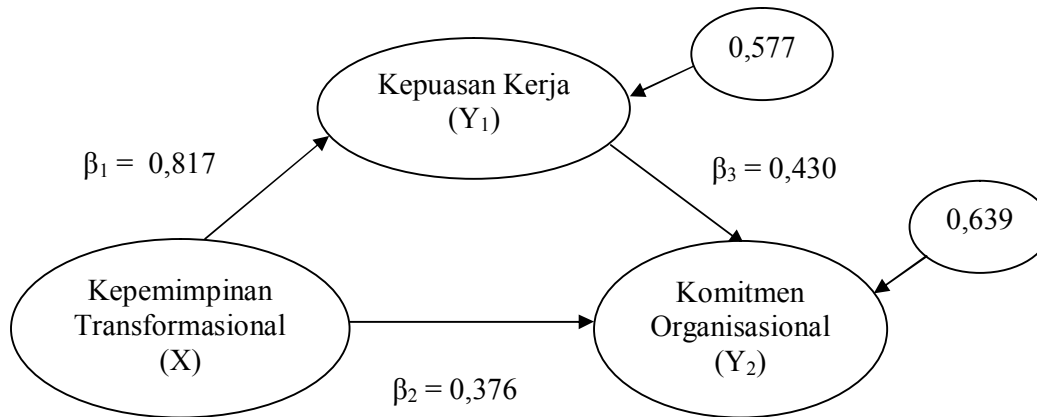 0,577
Kepuasan Kerja
(Y₁)
β₁ = 0,817
β₃ = 0,430
0,639
Kepemimpinan
Transformasional
(X)
Komitmen
Organisasional
(Y₂)
β₂ = 0,376